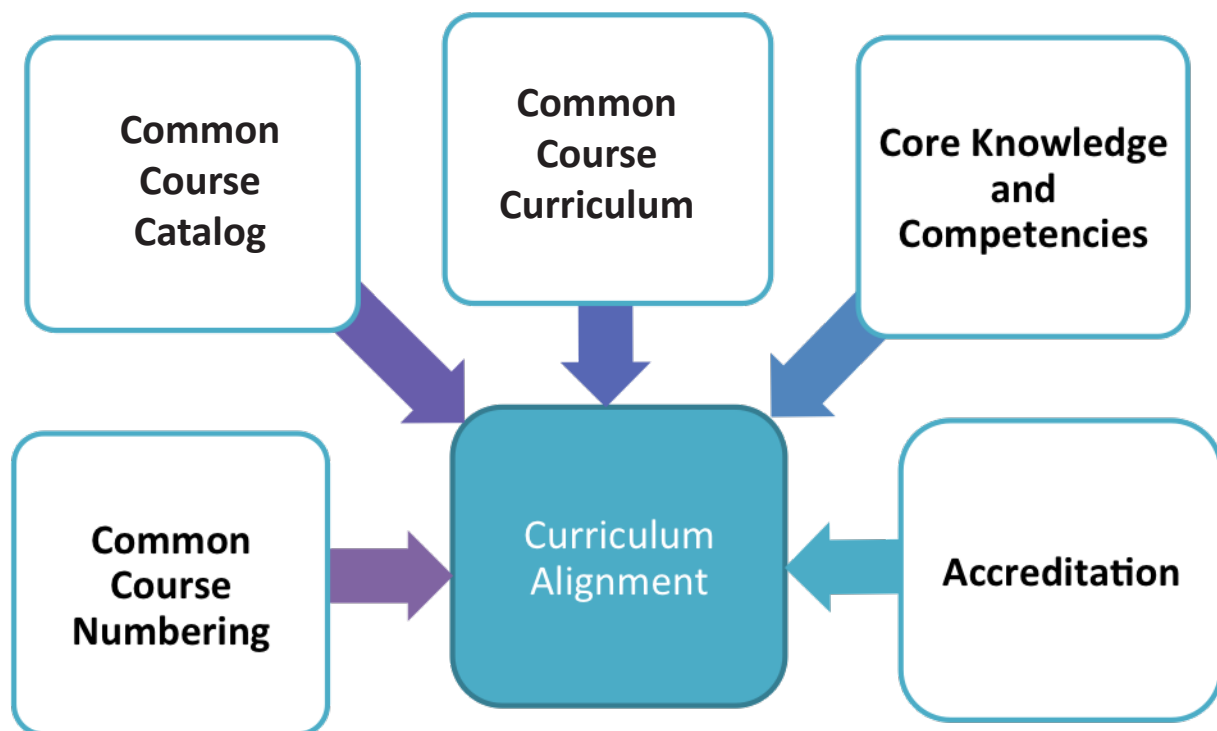 Common
Course
Catalog
Common
Course
Curriculum
Core Knowledge
and
Competencies
Common
Course
Numbering
Curriculum
Alignment
Accreditation